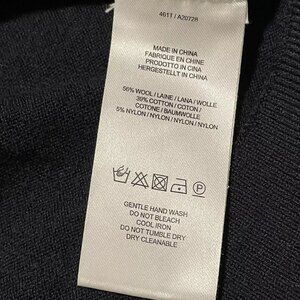 461T / A2072R
MADE IN CHINA
FABRIQUE EN CHINE
PRODOTTO IN CINA
HERGESTELLT IN CHINA
56% WOOL / LAINE / LANA / WOLLE
39% COTTON / COTON /
COTONE / BAUMWOLLE
5% NYLON / NYLON / NYLON / NYLON
P
GENTLE HAND WASH
DO NOT BLEACH
COOL IRON
DO NOT TUMBLE DRY
DRY CLEANABLE